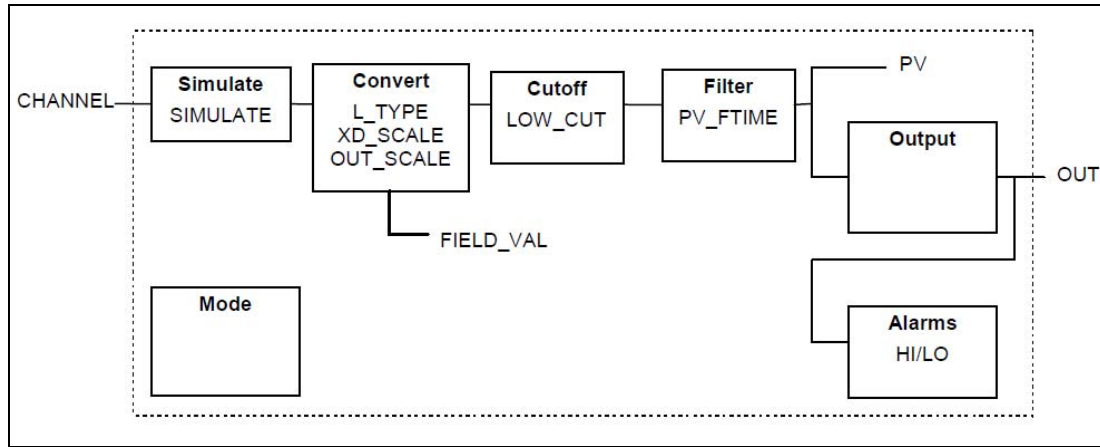 CHANNEL
Simulate
SIMULATE
Convert
L_TYPE
XD_SCALE
OUT_SCALE
Cutoff
LOW_CUT
Filter
PV_FTIME
PV
Output
OUT
FIELD_VAL
Mode
Alarms
HI/LO